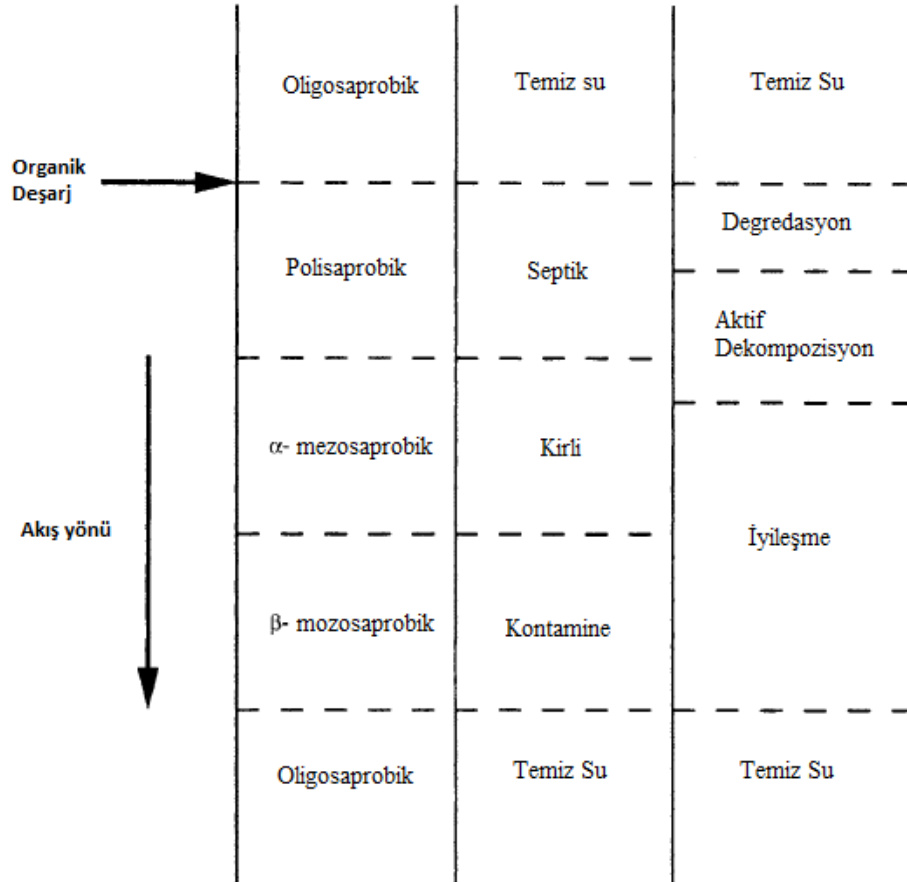 Oligosaprobik
Temiz su
Temiz Su
Organik
Deşarj
Degredasyon
Polisaprobik
Septik
Aktif
Dekompozisyon
α- mezosaprobik
Kirli
Akış yönü
İyileşme
β- mozosaprobik
Kontamine
Oligosaprobik
Temiz Su
Temiz Su